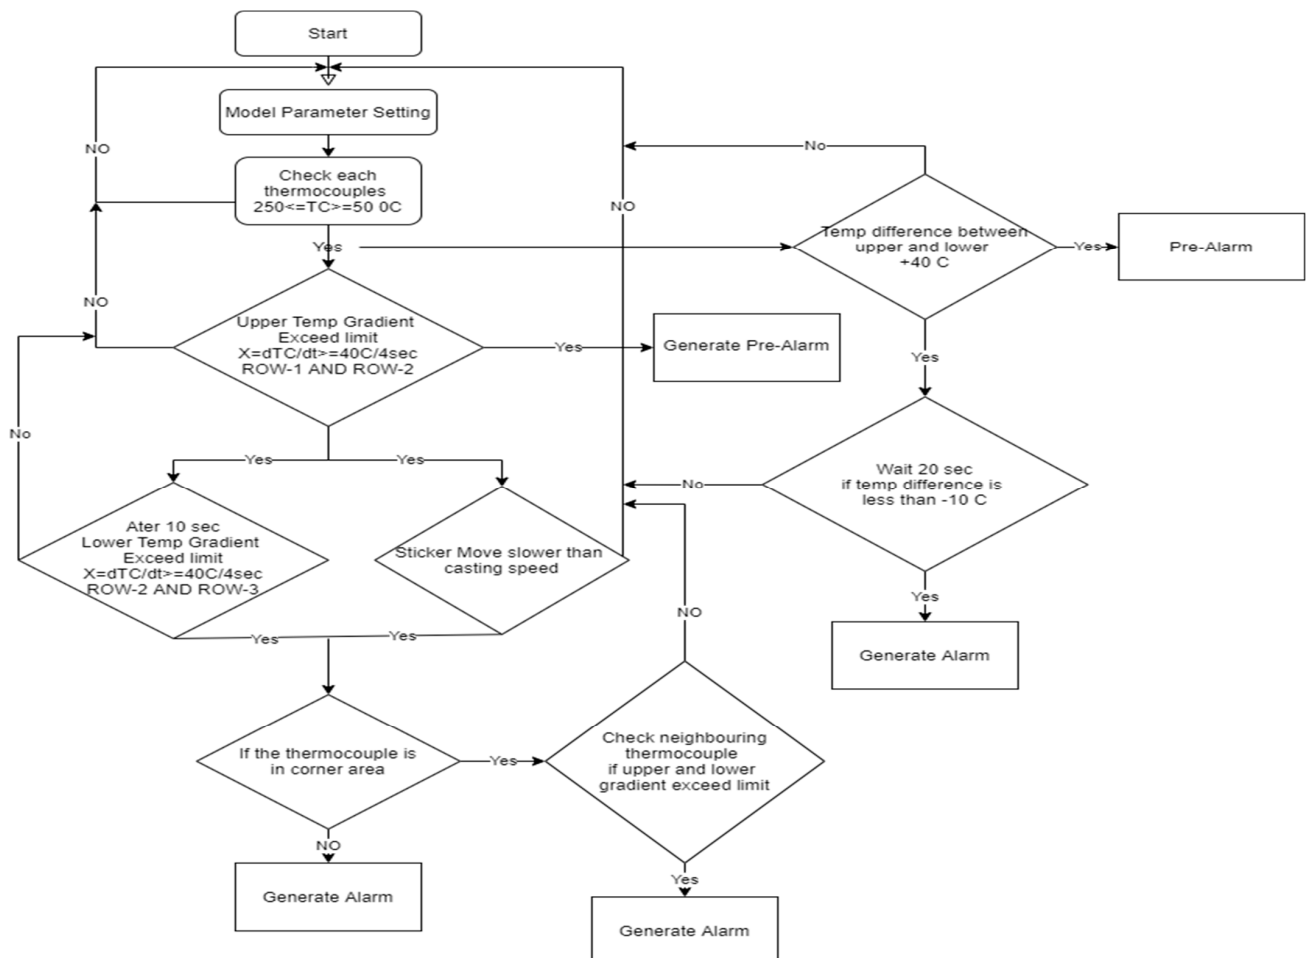 Start
Model Parameter Setting
NO
Check each
thermocouples
250<=TC>=50 0C
No
NO
Yes
Temp difference between
upper and lower
+40 C
Yes
Pre-Alarm
NO
Upper Temp Gradient
Exceed limit
X=dTC/dt>=40C/4sec
ROW-1 AND ROW-2
Yes
Generate Pre-Alarm
Yes
No
Yes
Yes
Wait 20 sec
if temp difference is
less than -10 C
No
Ater 10 sec
Lower Temp Gradient
Exceed limit
X=dTC/dt>=40C/4sec
ROW-2 AND ROW-3
Sticker Move slower than
casting speed
Yes
NO
Yes
Yes
Generate Alarm
If the thermocouple is
in corner area
Yes
Check neighbouring
thermocouple
if upper and lower
gradient exceed limit
NO
Generate Alarm
Yes
Generate Alarm